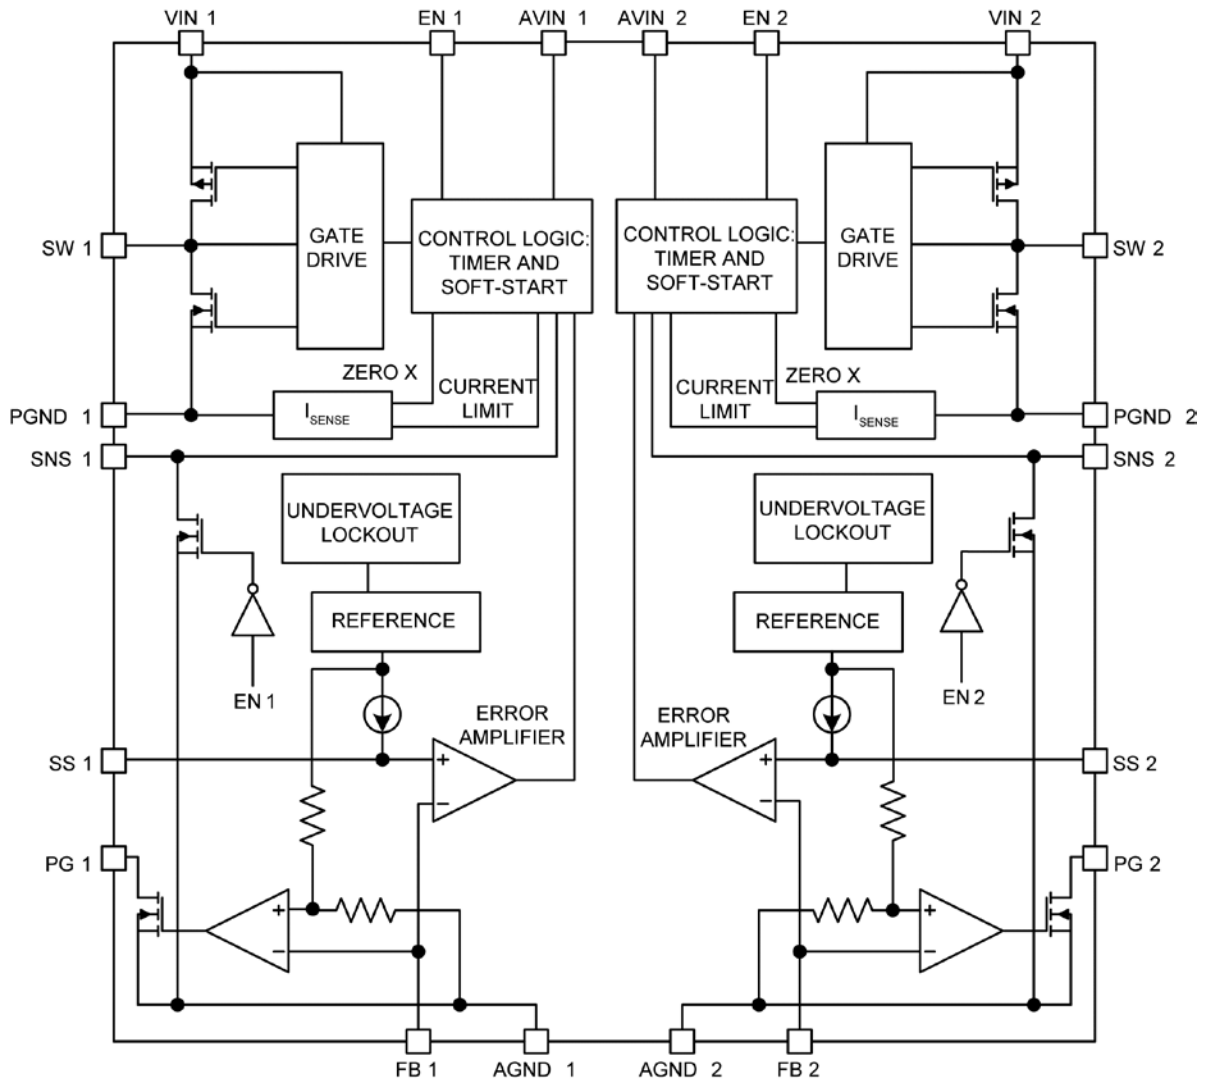 VIN 1
EN 1
AVIN 1
AVIN 2
EN 2
VIN 2
GATE
DRIVE
CONTROL LOGIC:
TIMER AND
SOFT-START
CONTROL LOGIC:
TIMER AND
SOFT-START
GATE
DRIVE
SW 1
SW 2
ZERO X
CURRENT
LIMIT
CURRENT
LIMIT
ZERO X
PGND 1
ISENSE
ISENSE
PGND 2
SNS 1
SNS 2
UNDERVOLTAGE
LOCKOUT
UNDERVOLTAGE
LOCKOUT
REFERENCE
REFERENCE
EN 1
EN 2
ERROR
AMPLIFIER
ERROR
AMPLIFIER
SS 1
+
−
+
−
SS 2
PG 1
PG 2
+
−
+
−
FB 1
AGND 1
AGND 2
FB 2